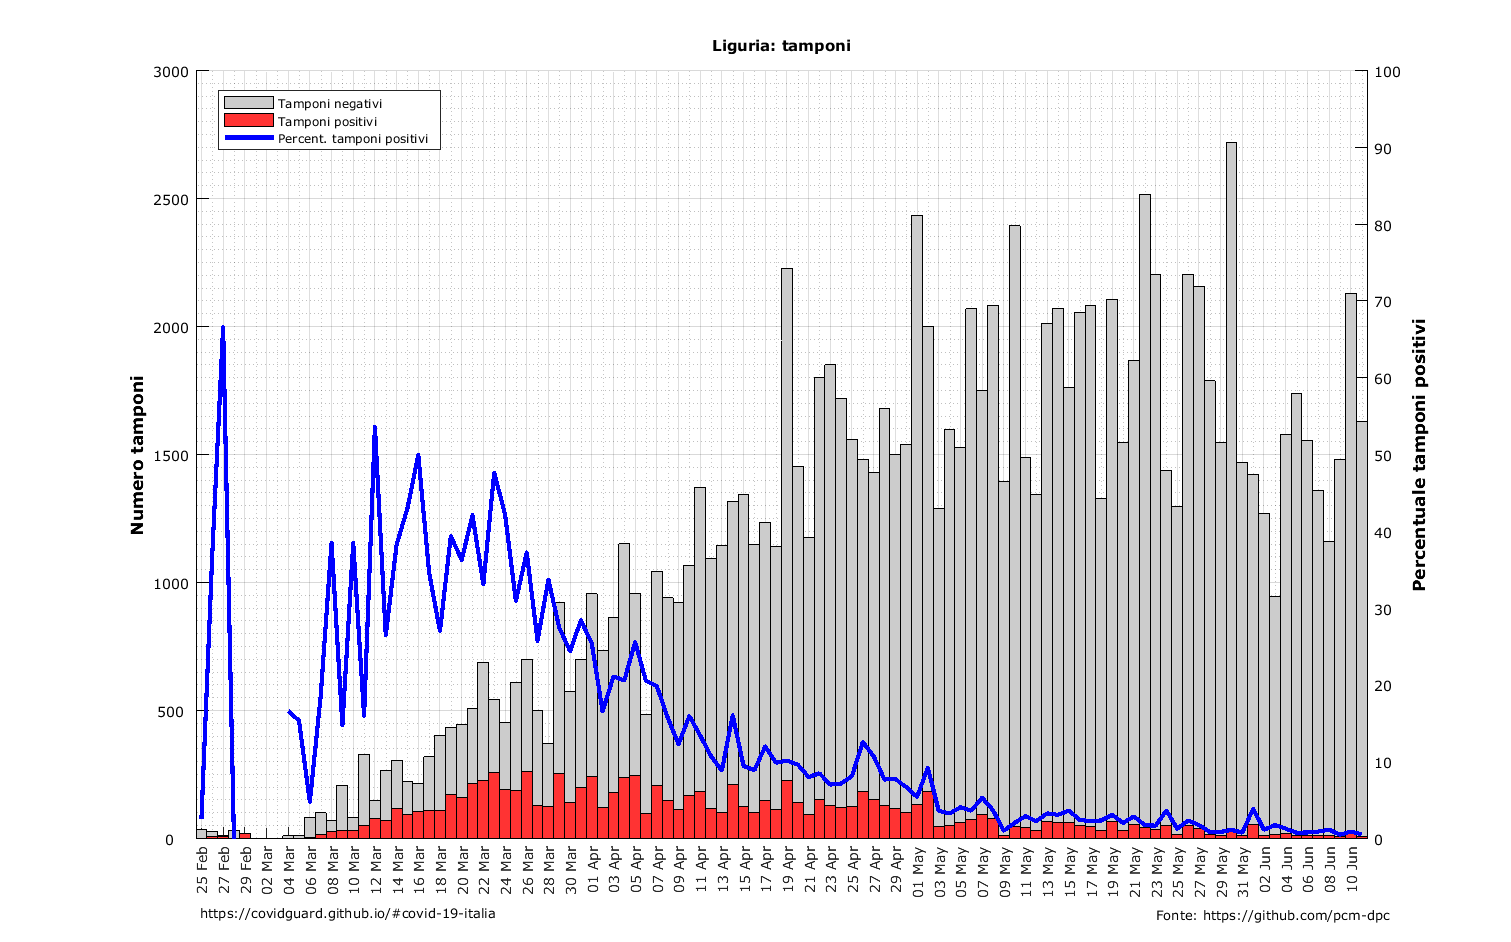 Liguria: tamponi
3000
2500
2000
1500
1000
500
0
Numero tamponi
Tamponi negativi
Tamponi positivi
Percent. tamponi positivi
100
90
80
70
60
50
40
30
20
10
0
Percentuale tamponi positivi
25 Feb
27 Feb
29 Feb
02 Mar
04 Mar
06 Mar
08 Mar
10 Mar
12 Mar
14 Mar
16 Mar
18 Mar
20 Mar
22 Mar
24 Mar
26 Mar
28 Mar
30 Mar
01 Apr
03 Apr
05 Apr
07 Apr
09 Apr
11 Apr
13 Apr
15 Apr
17 Apr
19 Apr
21 Apr
23 Apr
25 Apr
27 Apr
29 Apr
01 May
03 May
05 May
07 May
09 May
11 May
13 May
15 May
17 May
19 May
21 May
23 May
25 May
27 May
29 May
31 May
02 Jun
04 Jun
06 Jun
08 Jun
10 Jun
https://covidguard.github.io/#covid-19-italia
Fonte: https://github.com/pcm-dpc